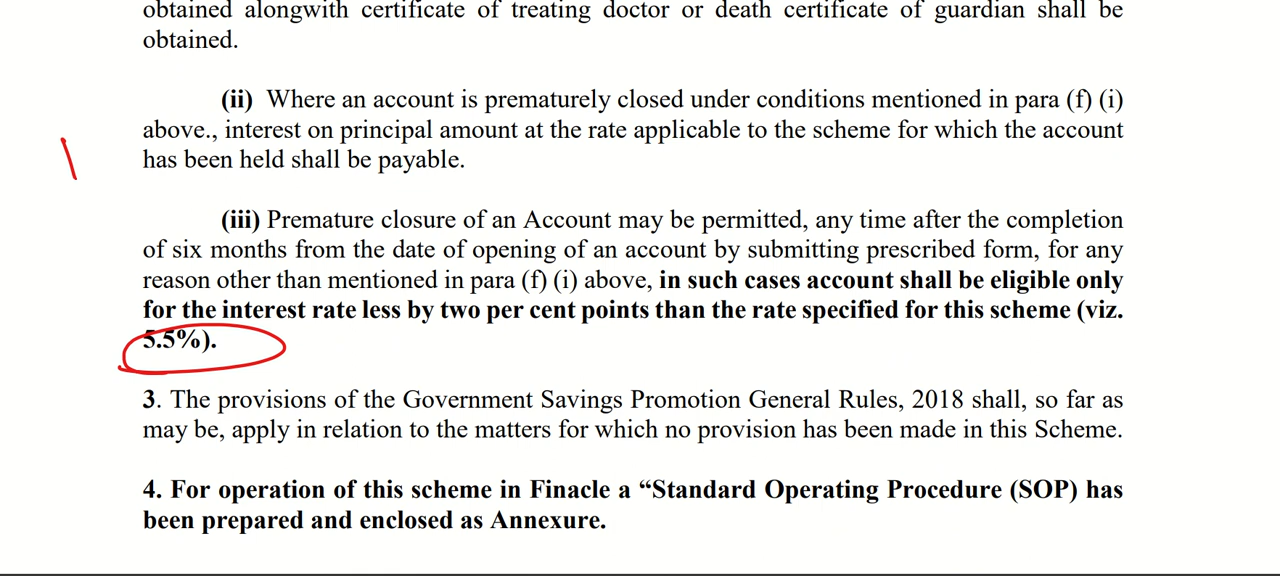 obtained alongwith certificate of treating doctor or death certificate of guardian shall be
obtained.
(ii) Where an account is prematurely closed under conditions mentioned in para (f) (i)
above., interest on principal amount at the rate applicable to the scheme for which the account
has been held shall be payable.
(iii) Premature closure of an Account may be permitted, any time after the completion
of six months from the date of opening of an account by submitting prescribed form, for any
reason other than mentioned in para (f) (i) above, in such cases account shall be eligible only
for the interest rate less by two per cent points than the rate specified for this scheme (viz.
5.5%).
3. The provisions of the Government Savings Promotion General Rules, 2018 shall, so far as
may be, apply in relation to the matters for which no provision has been made in this Scheme.
4. For operation of this scheme in Finacle a “Standard Operating Procedure (SOP) has
been prepared and enclosed as Annexure.